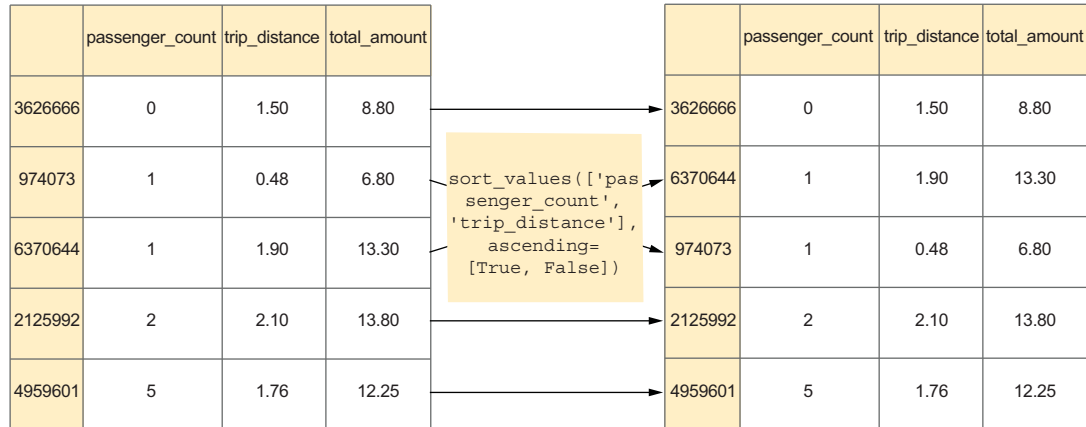 passenger_count trip_distance total_amount
3626666 0 1.50 8.80
974073 1 0.48 6.80
6370644 1 1.90 13.30
2125992 2 2.10 13.80
4959601 5 1.76 12.25
sort_values(['pas
senger_count',
'trip_distance'],
ascending=
[True, False])
passenger_count trip_distance total_amount
3626666 0 1.50 8.80
6370644 1 1.90 13.30
974073 1 0.48 6.80
2125992 2 2.10 13.80
4959601 5 1.76 12.25